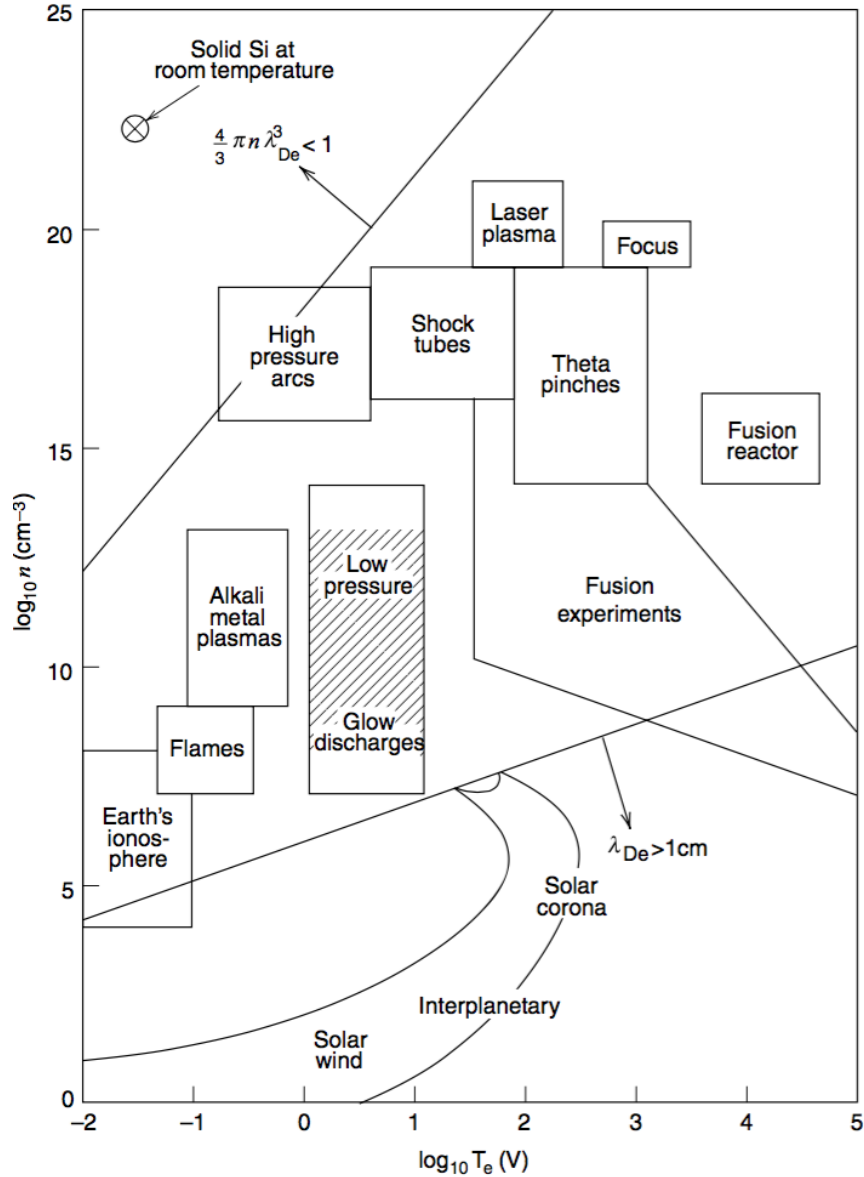 25
Solid Si at
room temperature
4/3 π n λ³De < 1
20
Laser
plasma
Focus
High
pressure
arcs
Shock
tubes
Theta
pinches
15
Fusion
reactor
log10 n (cm−3)
Low
pressure
Alkali
metal
plasmas
Fusion
experiments
10
Flames
Glow
discharges
Earth's
ionos-
phere
λDe>1cm
5
Solar
corona
Interplanetary
Solar
wind
0
−2
−1
0
1
2
3
4
5
log10 Te (V)